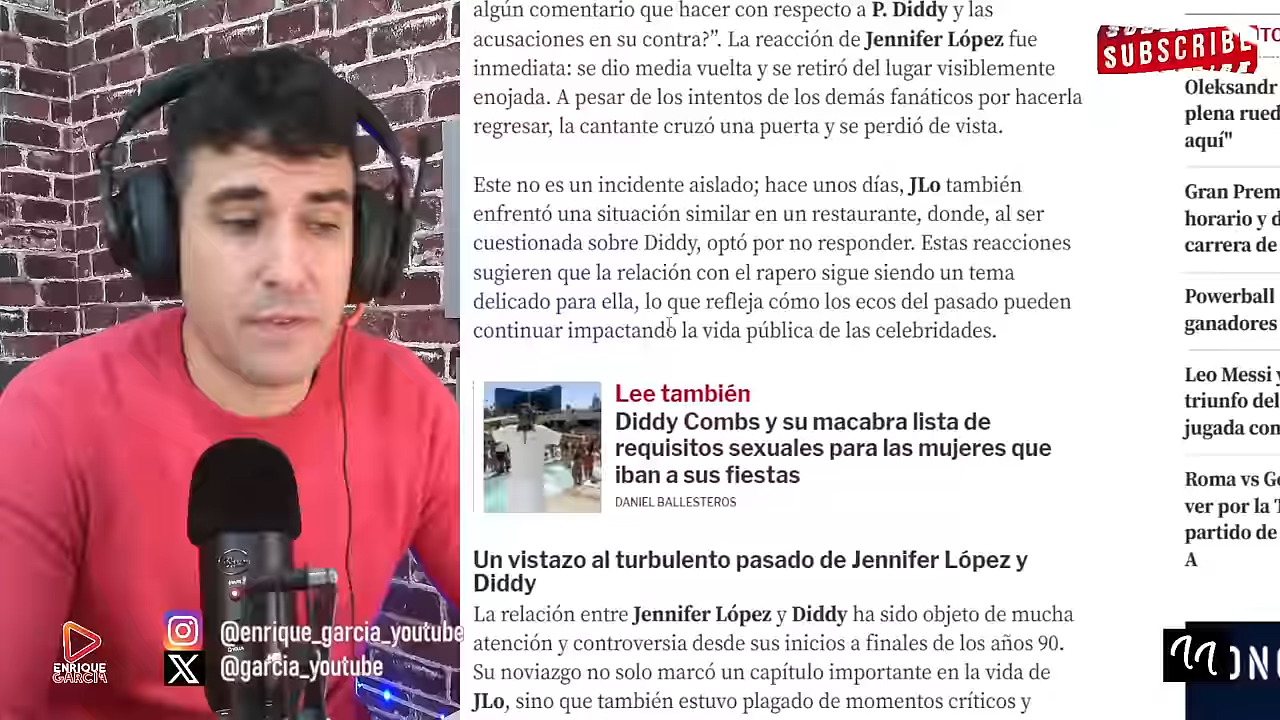 algún comentario que hacer con respecto a P. Diddy y las
acusaciones en su contra?”. La reacción de Jennifer López fue
inmediata: se dio media vuelta y se retiró del lugar visiblemente
enojada. A pesar de los intentos de los demás fanáticos por hacerla
regresar, la cantante cruzó una puerta y se perdió de vista.
Este no es un incidente aislado; hace unos días, JLo también
enfrentó una situación similar en un restaurante, donde, al ser
cuestionada sobre Diddy, optó por no responder. Estas reacciones
sugieren que la relación con el rapero sigue siendo un tema
delicado para ella, lo que refleja cómo los ecos del pasado pueden
continuar impactando la vida pública de las celebridades.
Lee también
Diddy Combs y su macabra lista de
requisitos sexuales para las mujeres que
iban a sus fiestas
DANIEL BALLESTEROS
Un vistazo al turbulento pasado de Jennifer López y
Diddy
La relación entre Jennifer López y Diddy ha sido objeto de mucha
atención y controversia desde sus inicios a finales de los años 90.
Su noviazgo no solo marcó un capítulo importante en la vida de
JLo, sino que también estuvo plagado de momentos críticos y
SUBSCRIBE
Oleksandr
plena rued
aquí"
Gran Prem
horario y d
carrera de
Powerball
ganadores
Leo Messi y
triunfo del
jugada con
Roma vs Ge
ver por la T
partido de
A
ENRIQUE
GARCIA
@enrique_garcia_youtube
@garcia_youtube